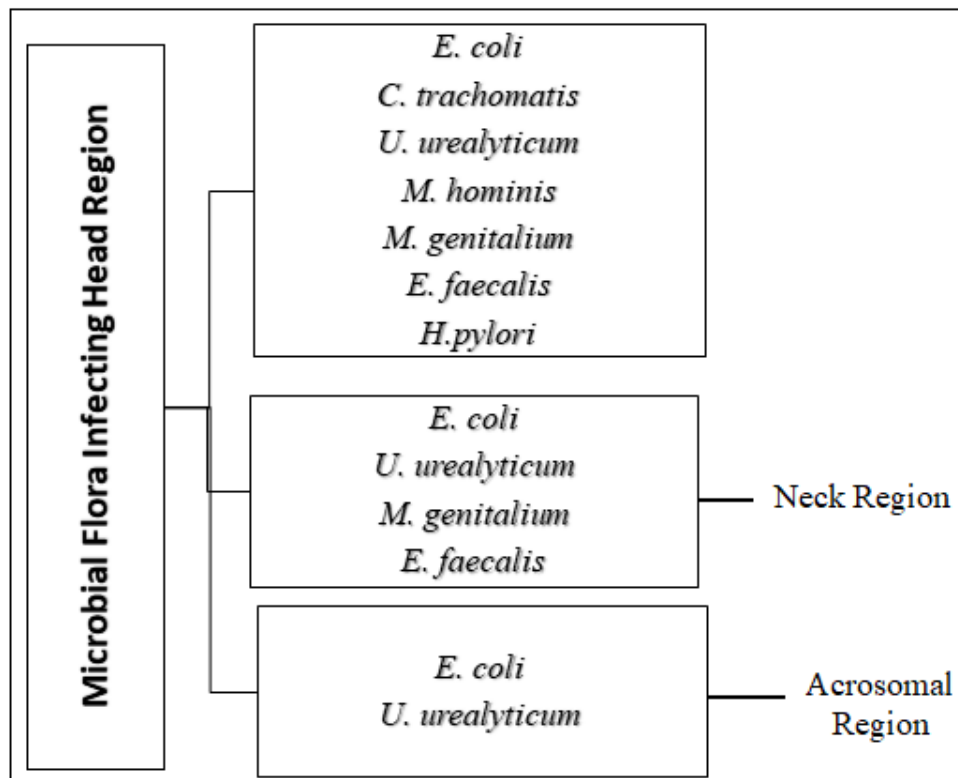 Microbial Flora Infecting Head Region
E. coli
C. trachomatis
U. urealyticum
M. hominis
M. genitalium
E. faecalis
H.pylori
E. coli
U. urealyticum
M. genitalium
E. faecalis
Neck Region
E. coli
U. urealyticum
Acrosomal
Region